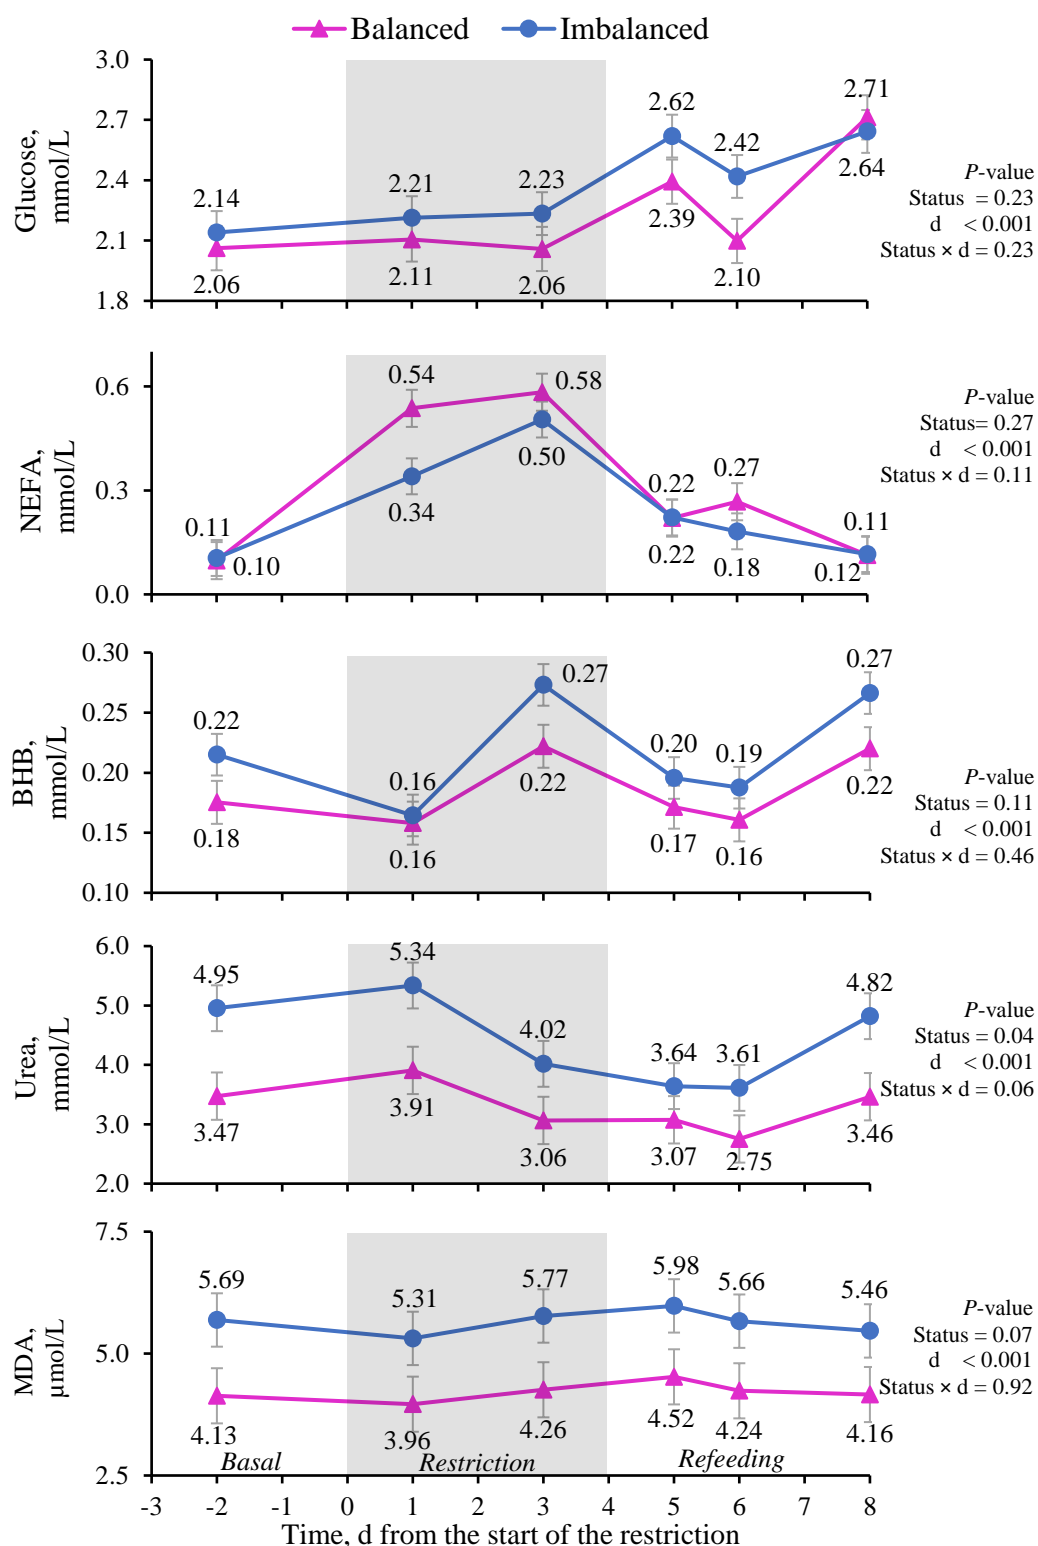 Balanced Imbalanced
3.0
2.7
2.4
2.1
1.8
Glucose,
mmol/L
2.14 2.21 2.23 2.62 2.42 2.71
2.06 2.11 2.06 2.39 2.10 2.64
P-value
Status = 0.23
d < 0.001
Status × d = 0.23
0.6
0.3
0.0
NEFA,
mmol/L
0.11 0.54 0.58 0.22 0.27 0.11
0.10 0.34 0.50 0.22 0.18 0.12
P-value
Status= 0.27
d < 0.001
Status × d = 0.11
0.30
0.25
0.20
0.15
0.10
BHB,
mmol/L
0.22 0.16 0.27 0.20 0.19 0.27
0.18 0.16 0.22 0.17 0.16 0.22
P-value
Status = 0.11
d < 0.001
Status × d = 0.46
6.0
5.0
4.0
3.0
2.0
Urea,
mmol/L
4.95 5.34 4.02 3.64 3.61 4.82
3.47 3.91 3.06 3.07 2.75 3.46
P-value
Status = 0.04
d < 0.001
Status × d = 0.06
7.5
5.0
2.5
MDA,
µmol/L
5.69 5.31 5.77 5.98 5.66 5.46
4.13 3.96 4.26 4.52 4.24 4.16
P-value
Status = 0.07
d < 0.001
Status × d = 0.92
Basal Restriction Refeeding
-3 -2 -1 0 1 3 4 5 6 7 8
Time, d from the start of the restriction